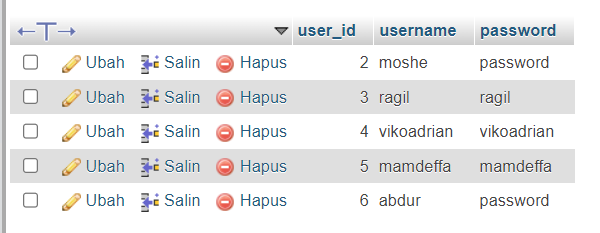 ←T→ user_id username password
Ubah Salin Hapus 2 moshe password
Ubah Salin Hapus 3 ragil ragil
Ubah Salin Hapus 4 vikoadrian vikoadrian
Ubah Salin Hapus 5 mamdeffa mamdeffa
Ubah Salin Hapus 6 abdur password